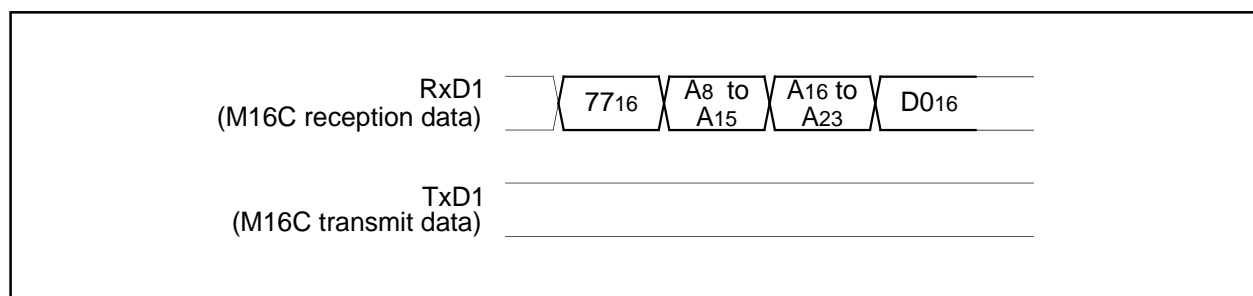 RxD1
(M16C reception data)
7716
A8 to
A15
A16 to
A23
D016
TxD1
(M16C transmit data)